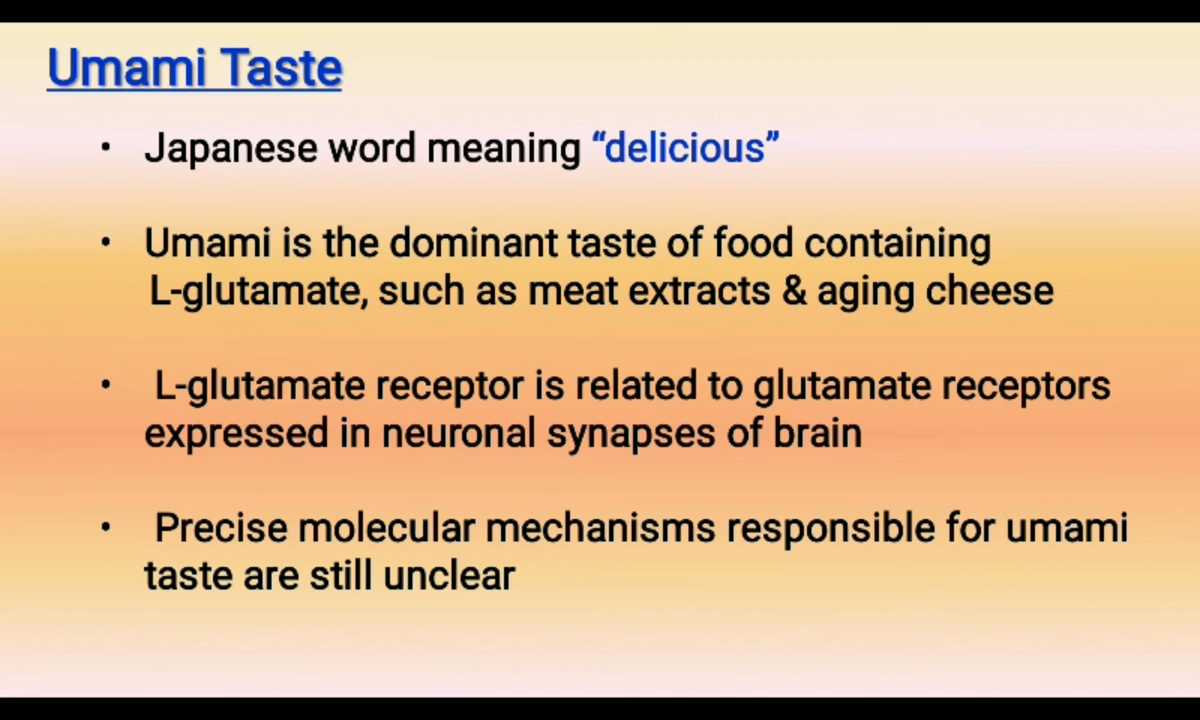 Umami Taste
• Japanese word meaning “delicious”
• Umami is the dominant taste of food containing
L-glutamate, such as meat extracts & aging cheese
• L-glutamate receptor is related to glutamate receptors
expressed in neuronal synapses of brain
• Precise molecular mechanisms responsible for umami
taste are still unclear